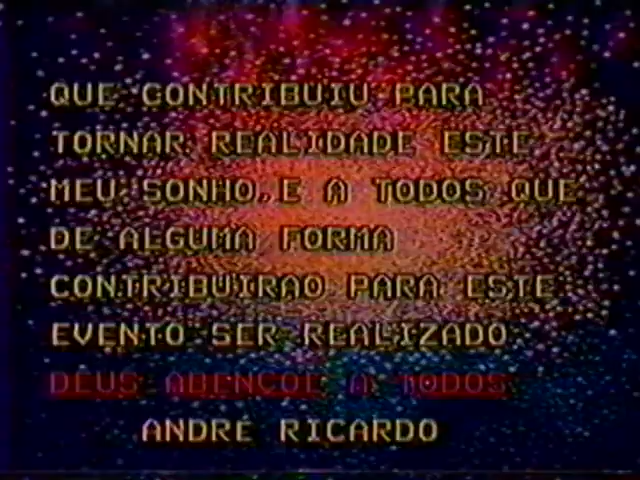 QUE CONTRIBUIU PARA
TORNAR REALIDADE ESTE
MEU SONHO,E A TODOS QUE
DE ALGUMA FORMA
CONTRIBUIRAO PARA ESTE
EVENTO SER REALIZADO
DEUS ABENCOE A TODOS
ANDRE RICARDO